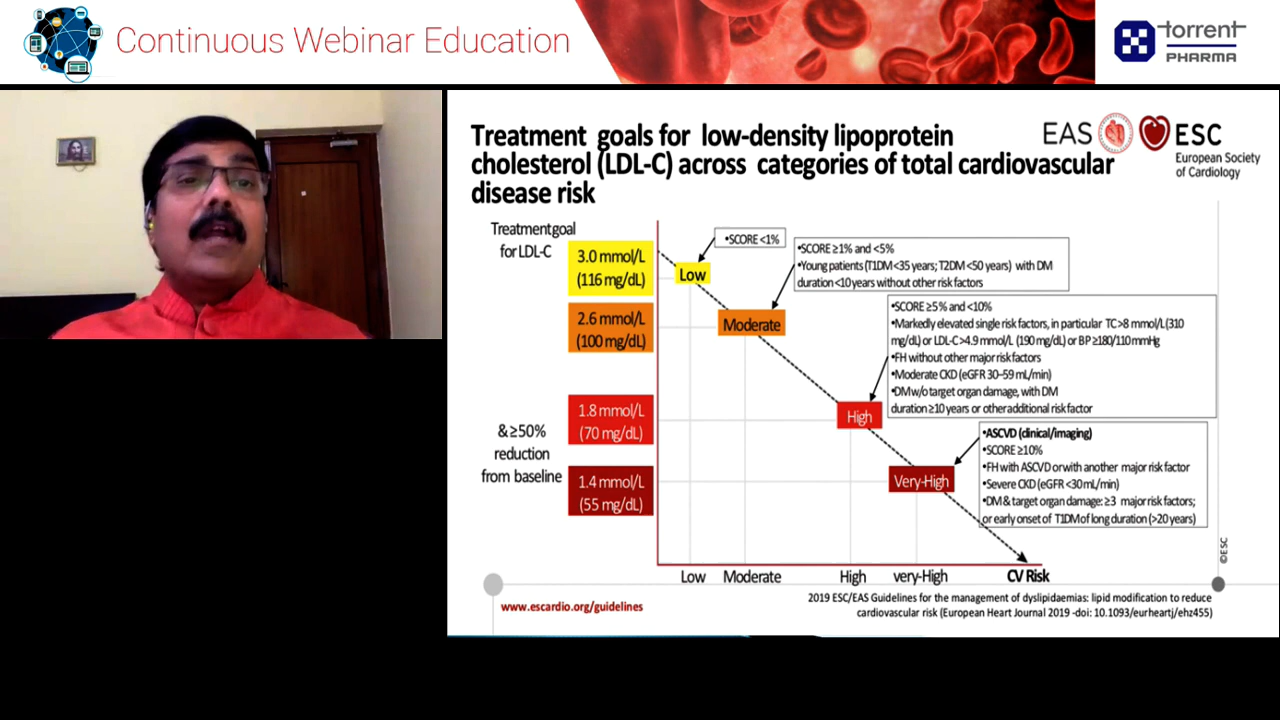 Continuous Webinar Education
torrent
PHARMA
Treatment goals for low-density lipoprotein
cholesterol (LDL-C) across categories of total cardiovascular
disease risk
EAS
ESC
European Society
of Cardiology
Treatment goal
for LDL-C
3.0 mmol/L
(116 mg/dL)
2.6 mmol/L
(100 mg/dL)
1.8 mmol/L
(70 mg/dL)
1.4 mmol/L
(55 mg/dL)
& ≥50%
reduction
from baseline
Low
•SCORE <1%
Moderate
•SCORE ≥1% and <5%
•Young patients (T1DM <35 years; T2DM <50 years) with DM
duration <10 years without other risk factors
High
•SCORE ≥5% and <10%
•Markedly elevated single risk factors, in particular TC >8 mmol/L (310
mg/dL) or LDL-C >4.9 mmol/L (190 mg/dL) or BP ≥180/110 mmHg
•FH without other major risk factors
•Moderate CKD (eGFR 30–59 mL/min)
•DM w/o target organ damage, with DM
duration ≥10 years or other additional risk factor
Very-High
•ASCVD (clinical/imaging)
•SCORE ≥10%
•FH with ASCVD or with another major risk factor
•Severe CKD (eGFR <30 mL/min)
•DM & target organ damage: ≥3 major risk factors;
or early onset of T1DM of long duration (>20 years)
Low Moderate High very-High CV Risk
©ESC
www.escardio.org/guidelines
2019 ESC/EAS Guidelines for the management of dyslipidaemias: lipid modification to reduce
cardiovascular risk (European Heart Journal 2019 -doi: 10.1093/eurheartj/ehz455)